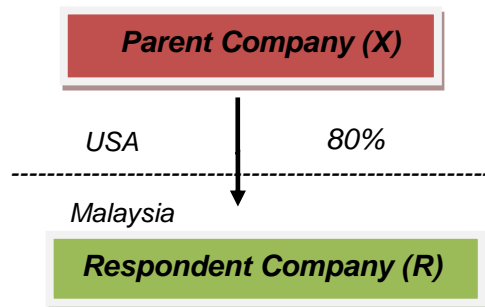 Parent Company (X)
USA 80%
Malaysia
Respondent Company (R)